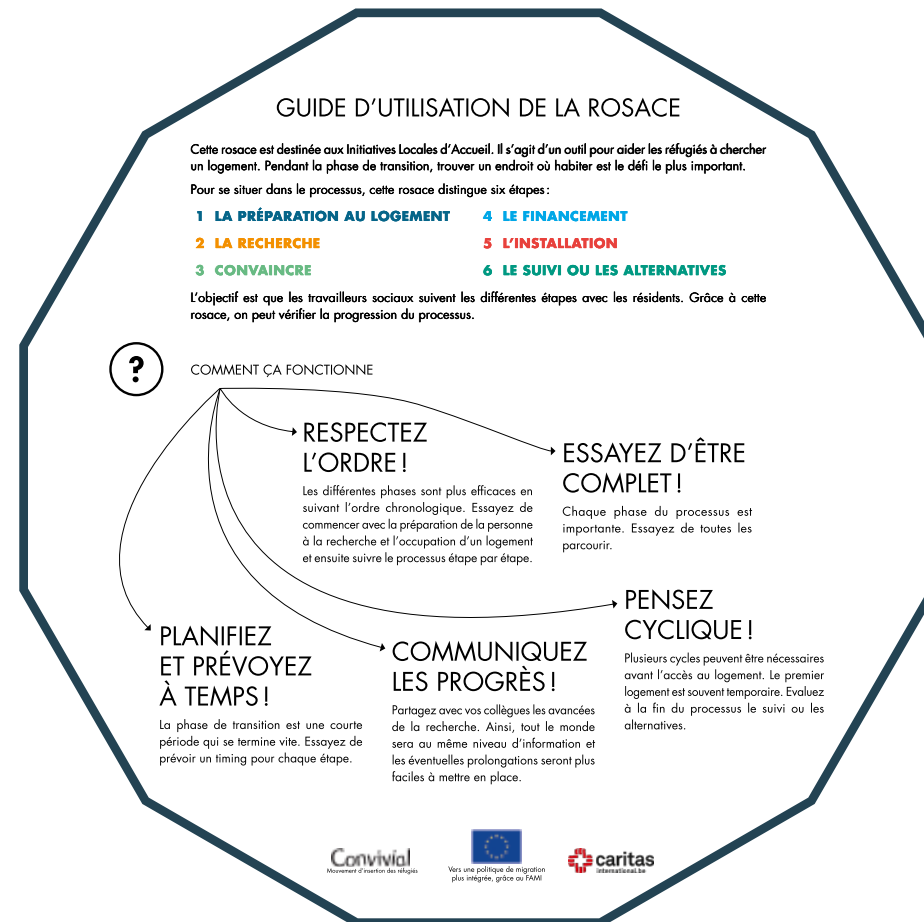 GUIDE D'UTILISATION DE LA ROSACE
Cette rosace est destinée aux Initiatives Locales d'Accueil. Il s'agit d'un outil pour aider les réfugiés à chercher
un logement. Pendant la phase de transition, trouver un endroit où habiter est le défi le plus important.
Pour se situer dans le processus, cette rosace distingue six étapes :
1 LA PRÉPARATION AU LOGEMENT
2 LA RECHERCHE
3 CONVAINCRE
4 LE FINANCEMENT
5 L'INSTALLATION
6 LE SUIVI OU LES ALTERNATIVES
L'objectif est que les travailleurs sociaux suivent les différentes étapes avec les résidents. Grâce à cette
rosace, on peut vérifier la progression du processus.
?
COMMENT ÇA FONCTIONNE
RESPECTEZ
L'ORDRE !
Les différentes phases sont plus efficaces en
suivant l'ordre chronologique. Essayez de
commencer avec la préparation de la personne
à la recherche et l'occupation d'un logement
et ensuite suivre le processus étape par étape.
ESSAYEZ D'ÊTRE
COMPLET !
Chaque phase du processus est
importante. Essayez de toutes les
parcourir.
PLANIFIEZ
ET PRÉVOYEZ
À TEMPS !
La phase de transition est une courte
période qui se termine vite. Essayez de
prévoir un timing pour chaque étape.
COMMUNIQUEZ
LES PROGRÈS !
Partagez avec vos collègues les avancées
de la recherche. Ainsi, tout le monde
sera au même niveau d'information et
les éventuelles prolongations seront plus
faciles à mettre en place.
PENSEZ
CYCLIQUE !
Plusieurs cycles peuvent être nécessaires
avant l'accès au logement. Le premier
logement est souvent temporaire. Evaluez
à la fin du processus le suivi ou les
alternatives.
Convivial
Mouvement d'insertion des réfugiés
Vers une politique de migration
plus intégrée, grâce au FAMI
caritas
international.be